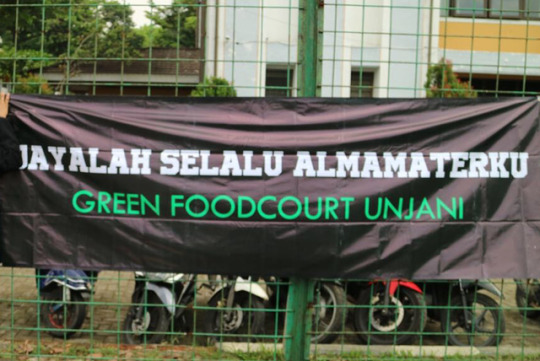 JAYALAH SELALU ALMAMATERKU
GREEN FOODCOURT UNJANI